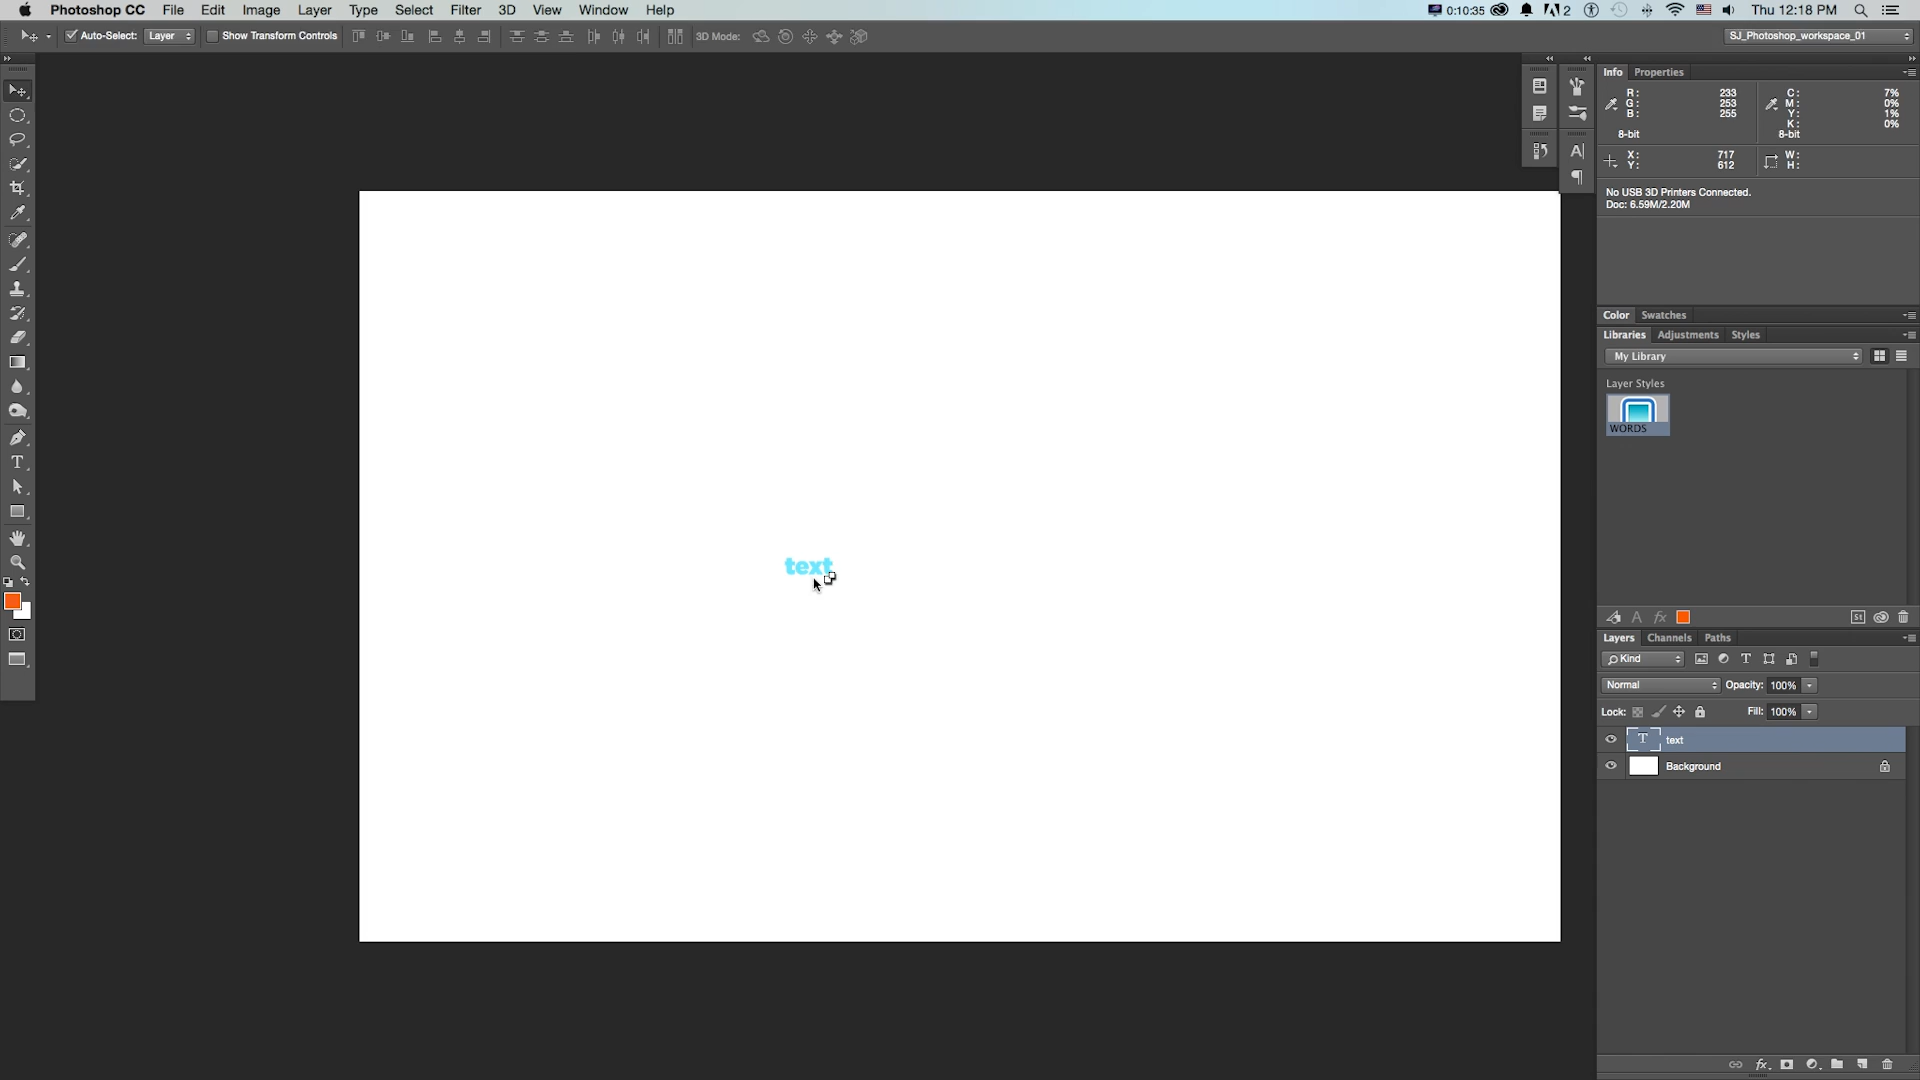 Photoshop CC File Edit Image Layer Type Select Filter 3D View Window Help 0:10:35 2 Thu 12:18 PM
Auto-Select: Layer Show Transform Controls 3D Mode: SJ_Photoshop_workspace_01
Info Properties
R: 233 C: 7%
G: 253 M: 0%
B: 255 Y: 1%
K: 0%
8-bit 8-bit
X: 717 W:
Y: 612 H:
No USB 3D Printers Connected.
Doc: 6.59M/2.20M
Color Swatches
Libraries Adjustments Styles
My Library
Layer Styles
WORDS
text
A fx St
Layers Channels Paths
Kind T
Normal Opacity: 100%
Lock: Fill: 100%
T text
Background
fx